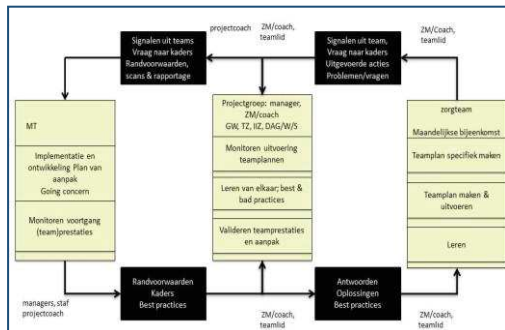 projectcoach
ZM/coach,
teamlid
ZM/Coach,
teamlid
Signalen uit teams
Vraag naar kaders
Randvoorwaarden,
scans & rapportage
Signalen uit team,
Vraag naar kaders
Uitgevoerde acties
Problemen/vragen
MT
Implementatie en
ontwikkeling Plan van
aanpak
Going concern
Monitoren voortgang
(team)prestaties
Projectgroep: manager,
ZM/coach
GW, TZ, IIZ, DAG/W/S
Monitoren uitvoering
teamplannen
Leren van elkaar; best &
bad practices
Valideren teamprestaties
en aanpak
zorgteam
Maandelijkse bijeenkomst
Teamplan specifiek maken
Teamplan maken &
uitvoeren
Leren
managers, staf
projectcoach
Randvoorwaarden
Kaders
Best practices
ZM/coach,
teamlid
Antwoorden
Oplossingen
Best practices
ZM/coach,
teamlid